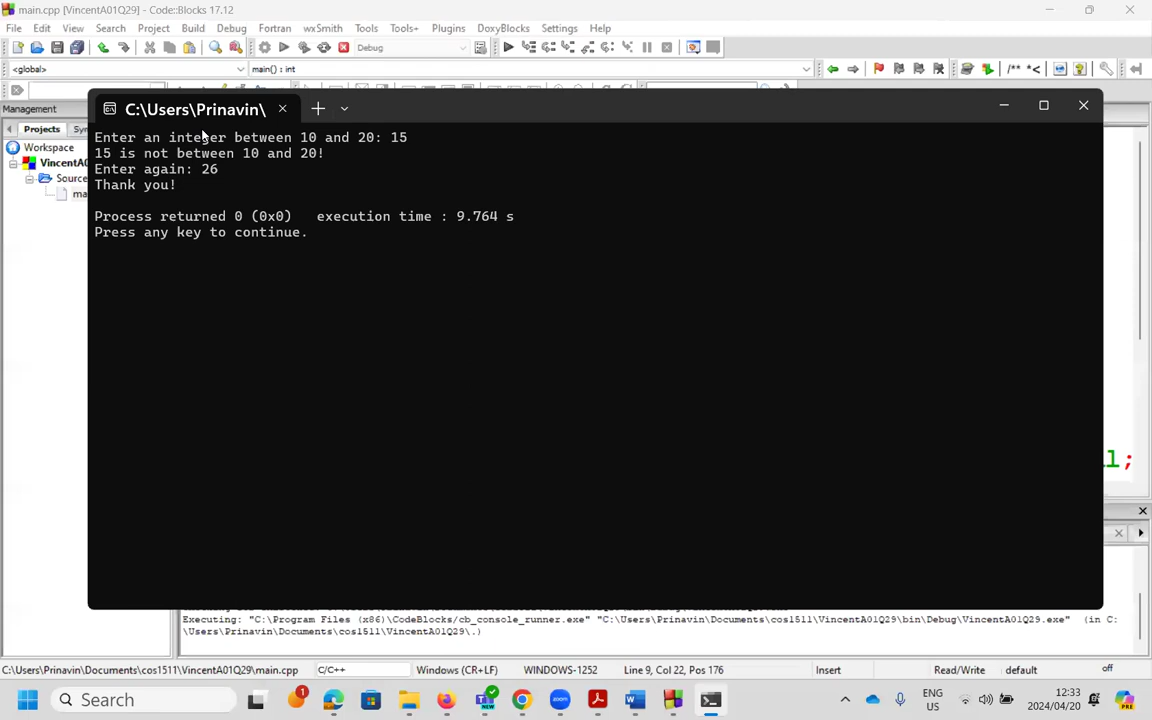 main.cpp [VincentA01Q29] - Code::Blocks 17.12
File Edit View Search Project Build Debug Fortran wxSmith Tools Tools+ Plugins DoxyBlocks Settings Help
Debug
<global> main() : int
Management
C:\Users\Prinavin\
Projects
Workspace
Enter an integer between 10 and 20: 15
15 is not between 10 and 20!
Enter again: 26
Thank you!
Process returned 0 (0x0) execution time : 9.764 s
Press any key to continue.
;
Executing: "C:\Program Files (x86)\CodeBlocks/cb_console_runner.exe" "C:\Users\Prinavin\Documents\cos1511\VincentA01Q29\bin\Debug\VincentA01Q29.exe" (in C:
\Users\Prinavin\Documents\cos1511\VincentA01Q29\.)
C:\Users\Prinavin\Documents\cos1511\VincentA01Q29\main.cpp C/C++ Windows (CR+LF) WINDOWS-1252 Line 9, Col 22, Pos 176 Insert Read/Write default off
Search 1 ENG US 12:33 2024/04/20